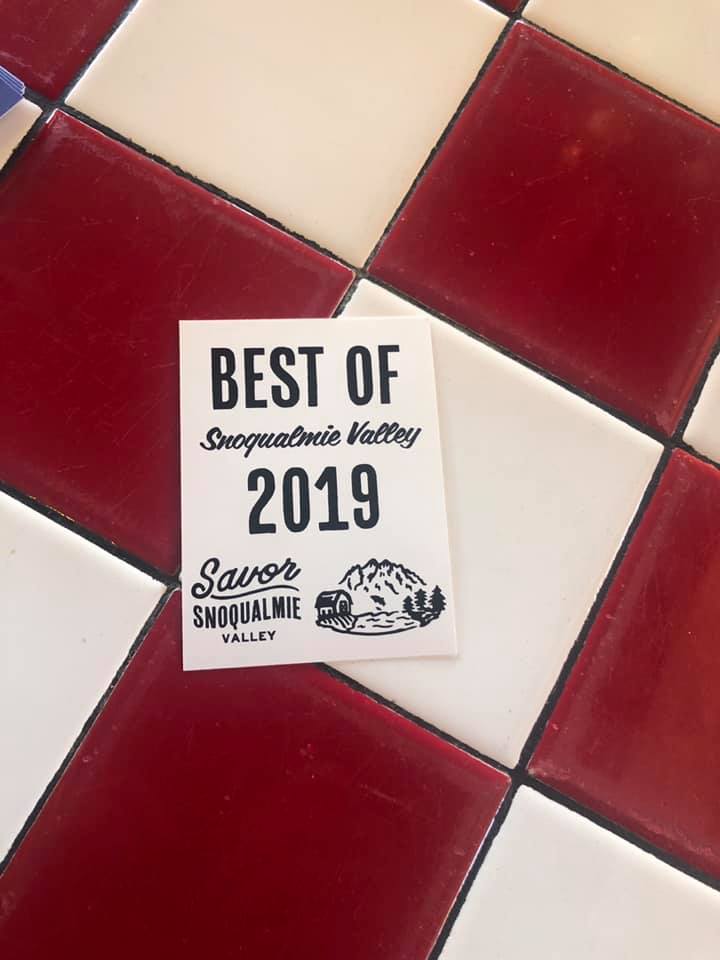 BEST OF
Snoqualmie Valley
2019
Savor
SNOQUALMIE
VALLEY